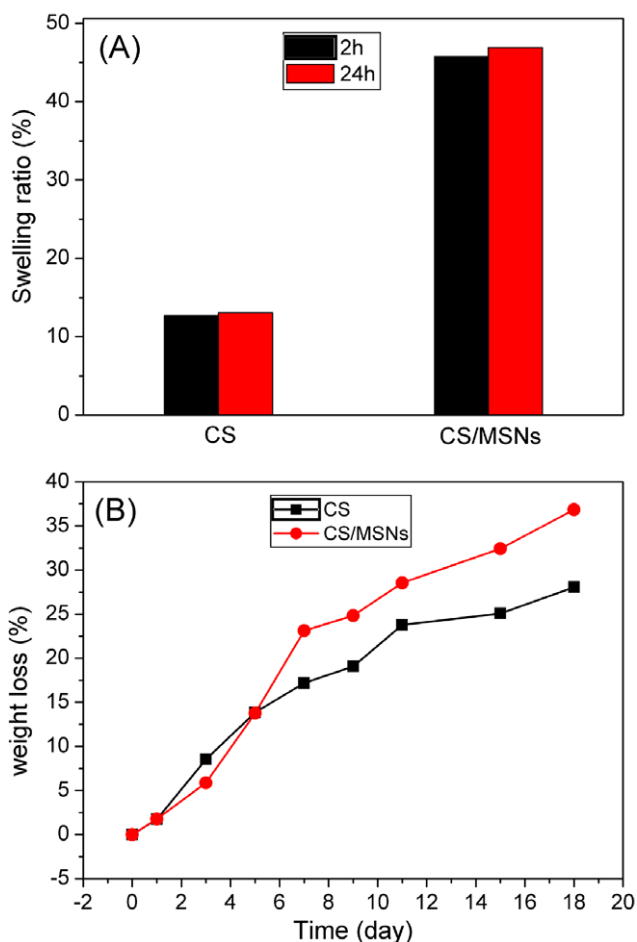 (A)
2h
24h
Swelling ratio (%)
50
40
30
20
10
0
CS
CS/MSNs
(B)
CS
CS/MSNs
weight loss (%)
40
35
30
25
20
15
10
5
0
-5
-2 0 2 4 6 8 10 12 14 16 18 20
Time (day)